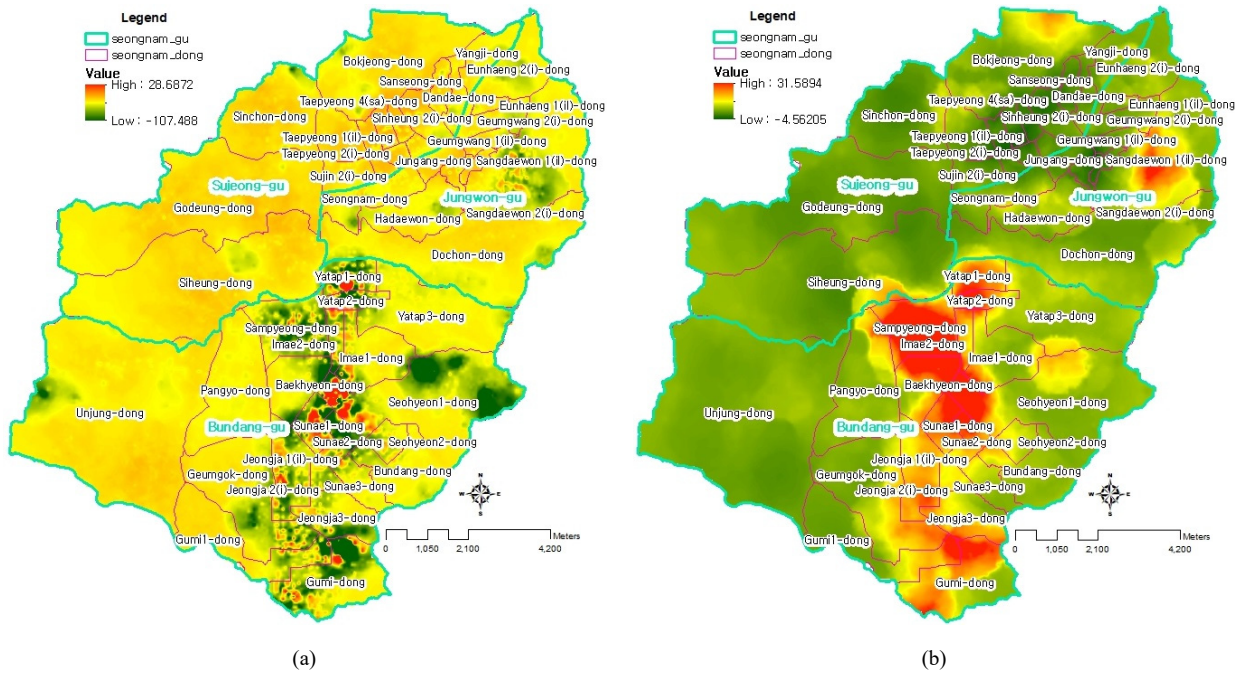 Legend
seongnam_gu
seongnam_dong
Value
High : 28.6872
Low : -107.488
Bokjeong-dong
Yangji-dong
Eunhaeng 2(i)-dong
Sanseong-dong
Taepyeong 4(sa)-dong
Dandae-dong
Eunhaeng 1(il)-dong
Sinchon-dong
Sinheung 2(i)-dong
Geumgwang 2(i)-dong
Taepyeong 1(il)-dong
Geumgwang 1(il)-dong
Taepyeong 2(i)-dong
Jungang-dong
Sangdaewon 1(il)-dong
Sujin 2(i)-dong
Sujeong-gu
Seongnam-dong
Jungwon-gu
Godeung-dong
Hadaewon-dong
Sangdaewon 2(i)-dong
Dochon-dong
Siheung-dong
Yatap1-dong
Yatap2-dong
Yatap3-dong
Sampyeong-dong
Imae2-dong
Imae1-dong
Pangyo-dong
Baekhyeon-dong
Seohyeon1-dong
Unjung-dong
Bundang-gu
Sunae1-dong
Sunae2-dong
Seohyeon2-dong
Jeongja 1(il)-dong
Geumgok-dong
Bundang-dong
Jeongja 2(i)-dong
Sunae3-dong
Jeongja3-dong
Gumi1-dong
Gumi-dong
N
W E
S
0 1,050 2,100 4,200 Meters
(a)
Legend
seongnam_gu
seongnam_dong
Value
High : 31.5894
Low : -4.56205
Bokjeong-dong
Yangji-dong
Eunhaeng 2(i)-dong
Sanseong-dong
Taepyeong 4(sa)-dong
Dandae-dong
Eunhaeng 1(il)-dong
Sinchon-dong
Sinheung 2(i)-dong
Geumgwang 2(i)-dong
Taepyeong 1(il)-dong
Geumgwang 1(il)-dong
Taepyeong 2(i)-dong
Jungang-dong
Sangdaewon 1(il)-dong
Sujin 2(i)-dong
Sujeong-gu
Seongnam-dong
Jungwon-gu
Godeung-dong
Hadaewon-dong
Sangdaewon 2(i)-dong
Dochon-dong
Siheung-dong
Yatap1-dong
Yatap2-dong
Yatap3-dong
Sampyeong-dong
Imae2-dong
Imae1-dong
Pangyo-dong
Baekhyeon-dong
Seohyeon1-dong
Unjung-dong
Bundang-gu
Sunae1-dong
Sunae2-dong
Seohyeon2-dong
Jeongja 1(il)-dong
Geumgok-dong
Bundang-dong
Jeongja 2(i)-dong
Sunae3-dong
Jeongja3-dong
Gumi1-dong
Gumi-dong
N
W E
S
0 1,050 2,100 4,200 Meters
(b)